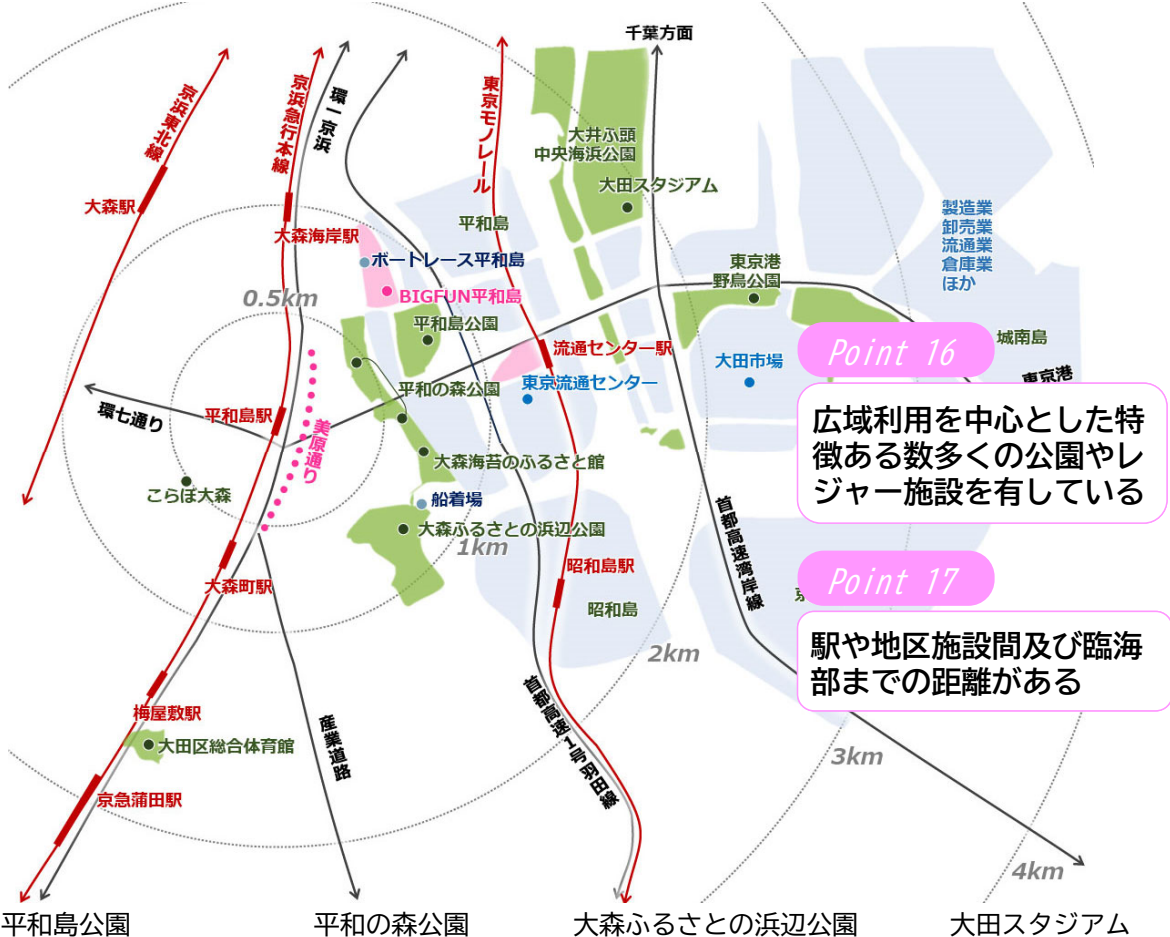 千葉方面
京浜東北線
京浜急行本線
環一京浜
東京モノレール
大井ふ頭
中央海浜公園
大田スタジアム
大森駅
大森海岸駅
平和島
ボートレース平和島
BIGFUN平和島
0.5km
平和島公園
東京港
野鳥公園
製造業
卸売業
流通業
倉庫業
ほか
城南島
流通センター駅
東京流通センター
大田市場
東京港
Point 16
広域利用を中心とした特
徴ある数多くの公園やレ
ジャー施設を有している
環七通り
平和島駅
美原通り
平和の森公園
大森海苔のふるさと館
こらぼ大森
船着場
大森ふるさとの浜辺公園
1km
首都高速湾岸線
大森町駅
昭和島駅
昭和島
Point 17
駅や地区施設間及び臨海
部までの距離がある
2km
梅屋敷駅
大田区総合体育館
産業道路
首都高速1号羽田線
京急蒲田駅
3km
4km
平和島公園
平和の森公園
大森ふるさとの浜辺公園
大田スタジアム